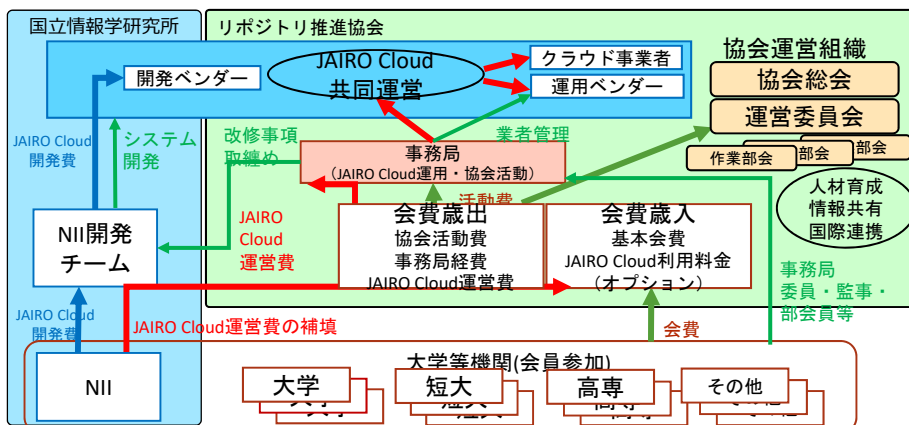 国立情報学研究所
リポジトリ推進協会
開発ベンダー
JAIRO Cloud
共同運営
クラウド事業者
運用ベンダー
協会運営組織
協会総会
運営委員会
作業部会
部会
部会
人材育成
情報共有
国際連携
JAIRO Cloud
開発費
システム
開発
改修事項
取纏め
業者管理
事務局
(JAIRO Cloud運用・協会活動)
活動費
JAIRO
Cloud
運営費
NII開発
チーム
会費歳出
協会活動費
事務局経費
JAIRO Cloud運営費
会費歳入
基本会費
JAIRO Cloud利用料金
(オプション)
事務局
委員・監事・
部会員等
JAIRO Cloud
開発費
JAIRO Cloud運営費の補填
会費
大学等機関(会員参加)
NII
大学
短大
高専
その他